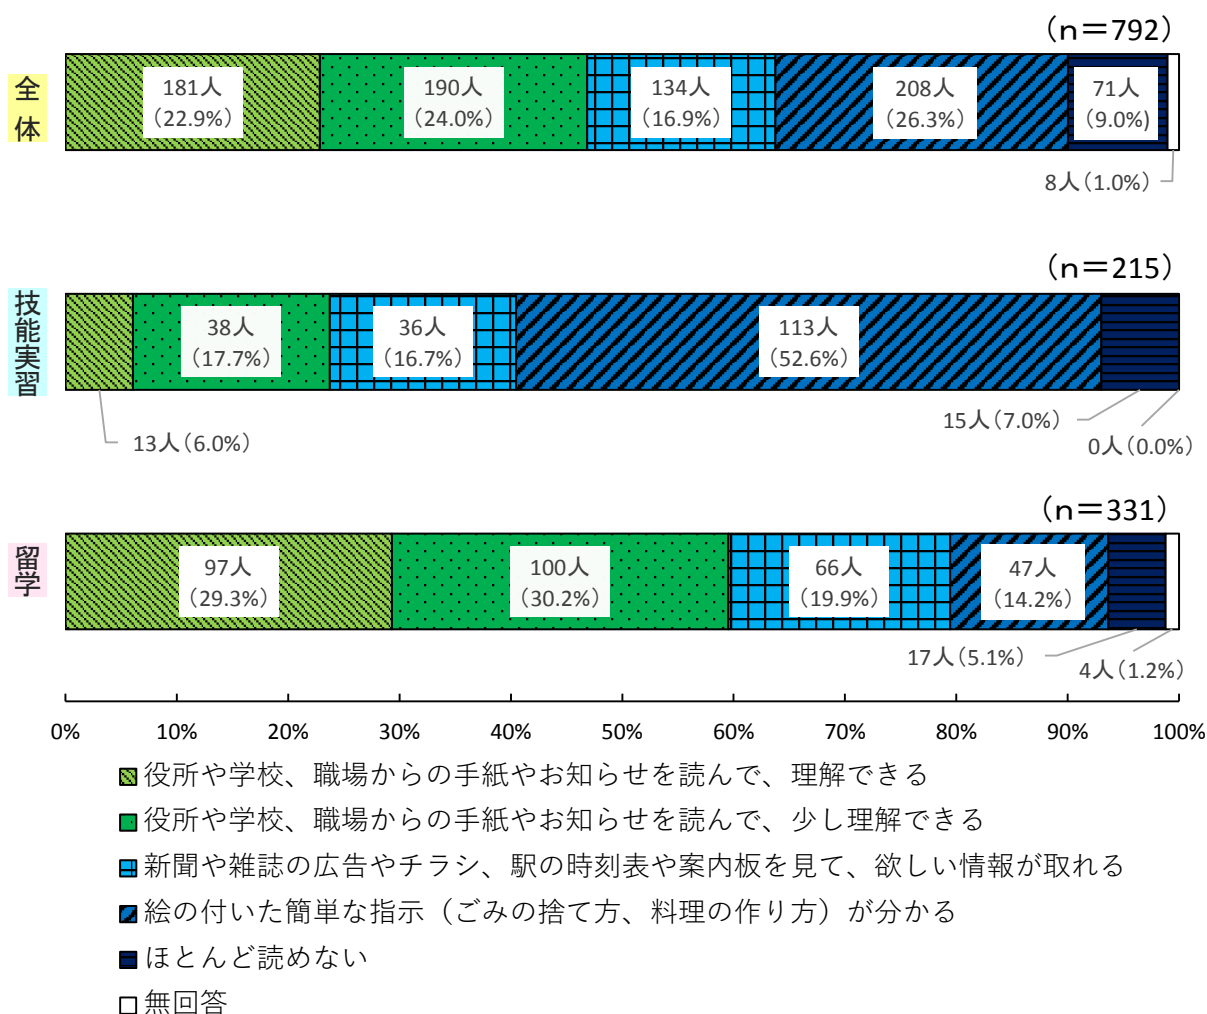 （ｎ＝792）
全体
181人
（22.9%）
190人
（24.0%）
134人
（16.9%）
208人
（26.3%）
71人
（9.0%）
8人（1.0%）
（ｎ＝215）
技能実習
38人
（17.7%）
36人
（16.7%）
113人
（52.6%）
13人（6.0%）
15人（7.0%）
0人（0.0%）
（ｎ＝331）
留学
97人
（29.3%）
100人
（30.2%）
66人
（19.9%）
47人
（14.2%）
17人（5.1%）
4人（1.2%）
0% 10% 20% 30% 40% 50% 60% 70% 80% 90% 100%
役所や学校、職場からの手紙やお知らせを読んで、理解できる
役所や学校、職場からの手紙やお知らせを読んで、少し理解できる
新聞や雑誌の広告やチラシ、駅の時刻表や案内板を見て、欲しい情報が取れる
絵の付いた簡単な指示（ごみの捨て方、料理の作り方）が分かる
ほとんど読めない
無回答